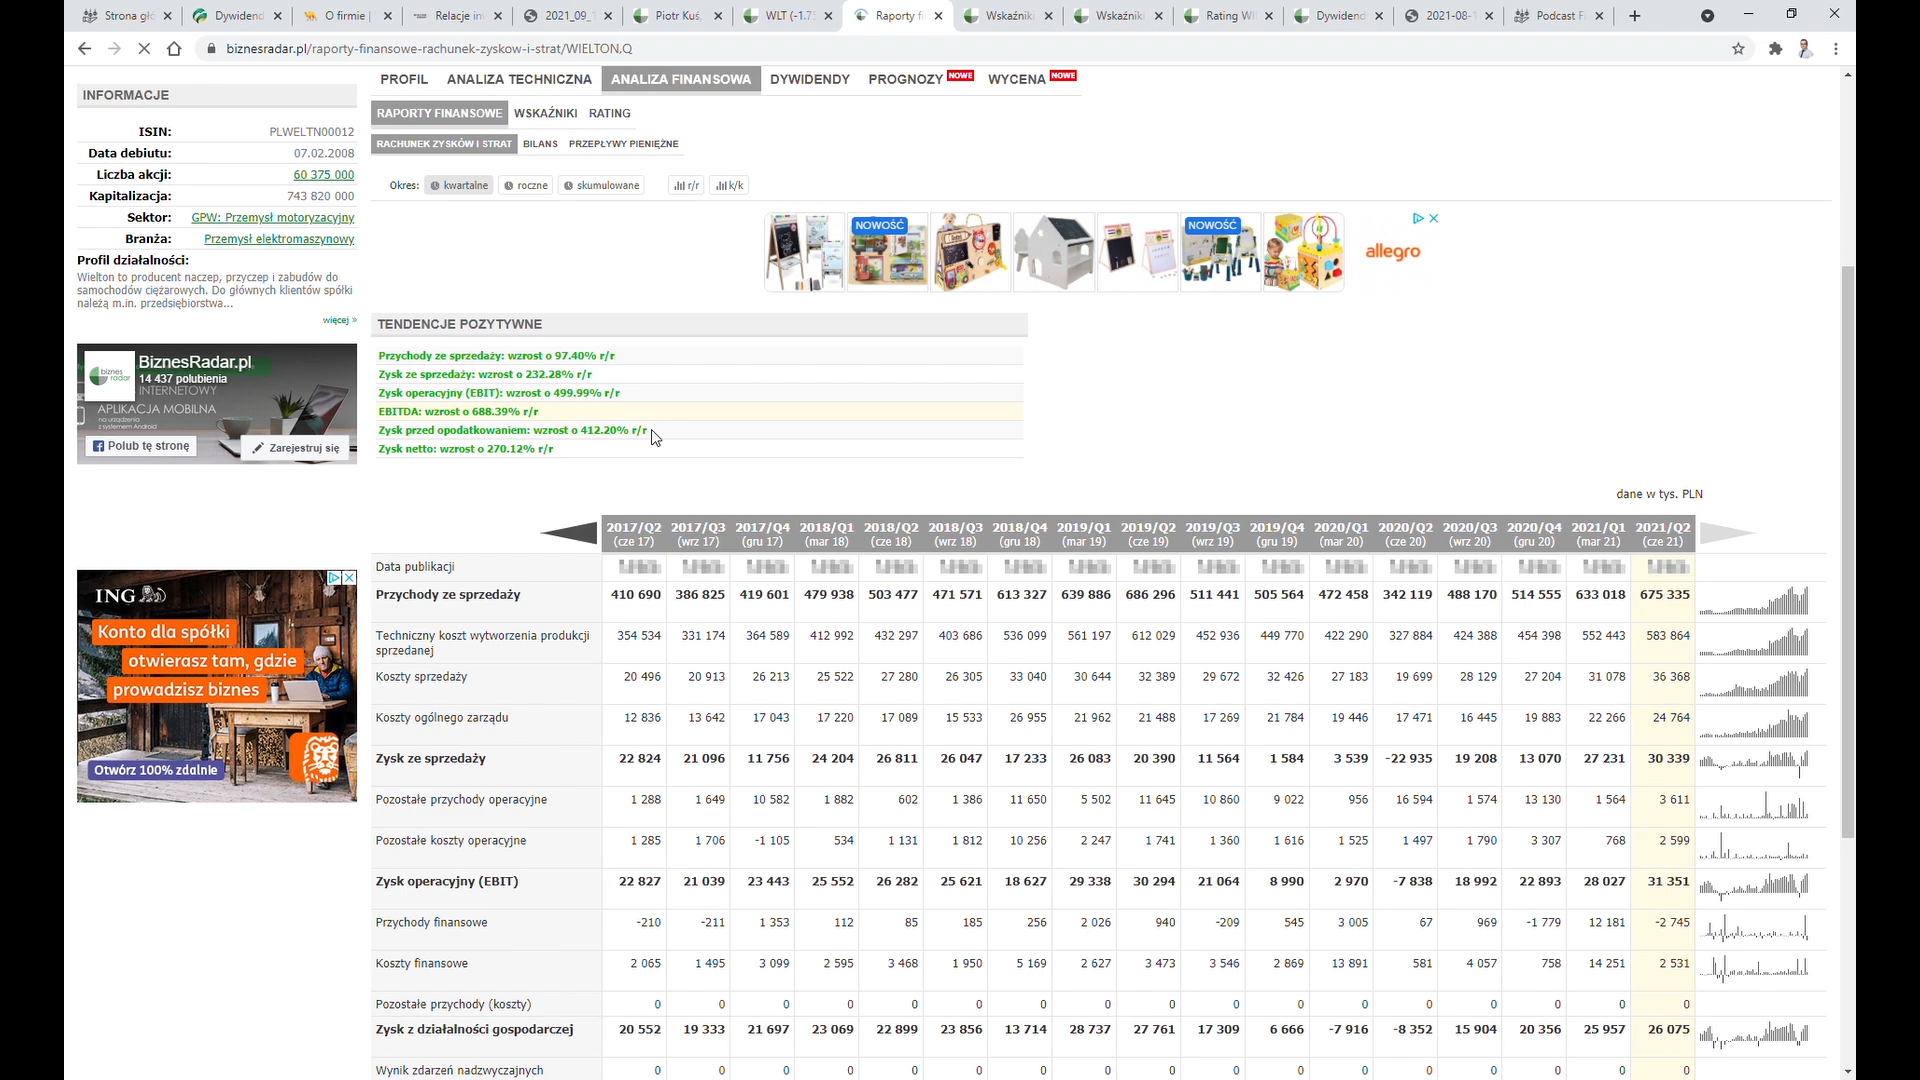 Strona głó
Dywidend
O firmie
Relacje in
2021_09_
Piotr Kuś,
WLT (-1.7
Raporty fi
Wskaźniki
Wskaźniki
Rating WI
Dywidend
2021-08-
Podcast F
biznesradar.pl/raporty-finansowe-rachunek-zyskow-i-strat/WIELTON,Q
PROFIL ANALIZA TECHNICZNA ANALIZA FINANSOWA DYWIDENDY PROGNOZY NOWE WYCENA NOWE
RAPORTY FINANSOWE WSKAŹNIKI RATING
RACHUNEK ZYSKÓW I STRAT BILANS PRZEPŁYWY PIENIĘŻNE
Okres: kwartalne roczne skumulowane r/r k/k
INFORMACJE
ISIN: PLWELTN00012
Data debiutu: 07.02.2008
Liczba akcji: 60 375 000
Kapitalizacja: 743 820 000
Sektor: GPW: Przemysł motoryzacyjny
Branża: Przemysł elektromaszynowy
Profil działalności:
Wielton to producent naczep, przyczep i zabudów do
samochodów ciężarowych. Do głównych klientów spółki
należą m.in. przedsiębiorstwa...
więcej »
BiznesRadar.pl
14 437 polubienia
INTERNETOWY
APLIKACJA MOBILNA
na urządzenia
z systemem Android
biznes
radar
Polub tę stronę
Zarejestruj się
ING
Konto dla spółki
otwierasz tam, gdzie
prowadzisz biznes
Otwórz 100% zdalnie
NOWOŚĆ
NOWOŚĆ
allegro
TENDENCJE POZYTYWNE
Przychody ze sprzedaży: wzrost o 97.40% r/r
Zysk ze sprzedaży: wzrost o 232.28% r/r
Zysk operacyjny (EBIT): wzrost o 499.99% r/r
EBITDA: wzrost o 688.39% r/r
Zysk przed opodatkowaniem: wzrost o 412.20% r/r
Zysk netto: wzrost o 270.12% r/r
dane w tys. PLN
2017/Q2 2017/Q3 2017/Q4 2018/Q1 2018/Q2 2018/Q3 2018/Q4 2019/Q1 2019/Q2 2019/Q3 2019/Q4 2020/Q1 2020/Q2 2020/Q3 2020/Q4 2021/Q1 2021/Q2
(cze 17) (wrz 17) (gru 17) (mar 18) (cze 18) (wrz 18) (gru 18) (mar 19) (cze 19) (wrz 19) (gru 19) (mar 20) (cze 20) (wrz 20) (gru 20) (mar 21) (cze 21)
Data publikacji
Przychody ze sprzedaży 410 690 386 825 419 601 479 938 503 477 471 571 613 327 639 886 686 296 511 441 505 564 472 458 342 119 488 170 514 555 633 018 675 335
Techniczny koszt wytworzenia produkcji
sprzedanej 354 534 331 174 364 589 412 992 432 297 403 686 536 099 561 197 612 029 452 936 449 770 422 290 327 884 424 388 454 398 552 443 583 864
Koszty sprzedaży 20 496 20 913 26 213 25 522 27 280 26 305 33 040 30 644 32 389 29 672 32 426 27 183 19 699 28 129 27 204 31 078 36 368
Koszty ogólnego zarządu 12 836 13 642 17 043 17 220 17 089 15 533 26 955 21 962 21 488 17 269 21 784 19 446 17 471 16 445 19 883 22 266 24 764
Zysk ze sprzedaży 22 824 21 096 11 756 24 204 26 811 26 047 17 233 26 083 20 390 11 564 1 584 3 539 -22 935 19 208 13 070 27 231 30 339
Pozostałe przychody operacyjne 1 288 1 649 10 582 1 882 602 1 386 11 650 5 502 11 645 10 860 9 022 956 16 594 1 574 13 130 1 564 3 611
Pozostałe koszty operacyjne 1 285 1 706 -1 105 534 1 131 1 812 10 256 2 247 1 741 1 360 1 616 1 525 1 497 1 790 3 307 768 2 599
Zysk operacyjny (EBIT) 22 827 21 039 23 443 25 552 26 282 25 621 18 627 29 338 30 294 21 064 8 990 2 970 -7 838 18 992 22 893 28 027 31 351
Przychody finansowe -210 -211 1 353 112 85 185 256 2 026 940 -209 545 3 005 67 969 -1 779 12 181 -2 745
Koszty finansowe 2 065 1 495 3 099 2 595 3 468 1 950 5 169 2 627 3 473 3 546 2 869 13 891 581 4 057 758 14 251 2 531
Pozostałe przychody (koszty) 0 0 0 0 0 0 0 0 0 0 0 0 0 0 0 0 0
Zysk z działalności gospodarczej 20 552 19 333 21 697 23 069 22 899 23 856 13 714 28 737 27 761 17 309 6 666 -7 916 -8 352 15 904 20 356 25 957 26 075
Wynik zdarzeń nadzwyczajnych 0 0 0 0 0 0 0 0 0 0 0 0 0 0 0 0 0